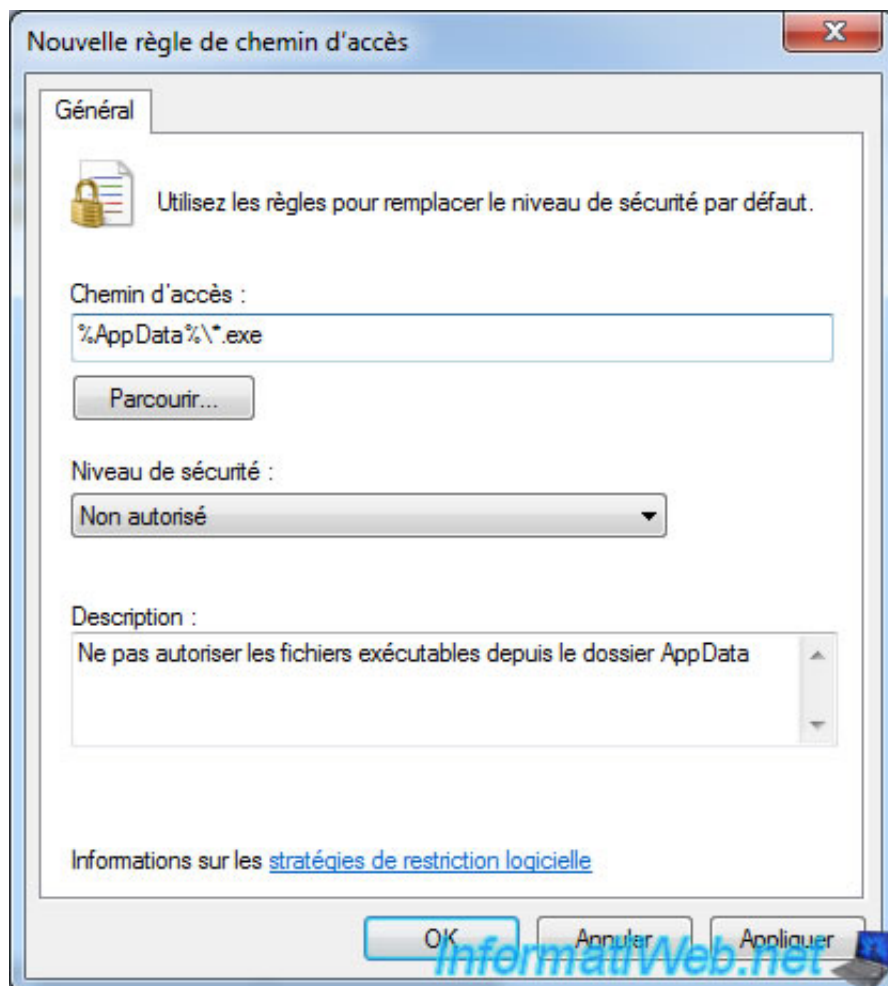 Nouvelle règle de chemin d'accès
Général
Utilisez les règles pour remplacer le niveau de sécurité par défaut.
Chemin d'accès :
%AppData%\*.exe
Parcourir...
Niveau de sécurité :
Non autorisé
Description :
Ne pas autoriser les fichiers exécutables depuis le dossier AppData
Informations sur les stratégies de restriction logicielle
OK Annuler Appliquer
InformatiWeb.net